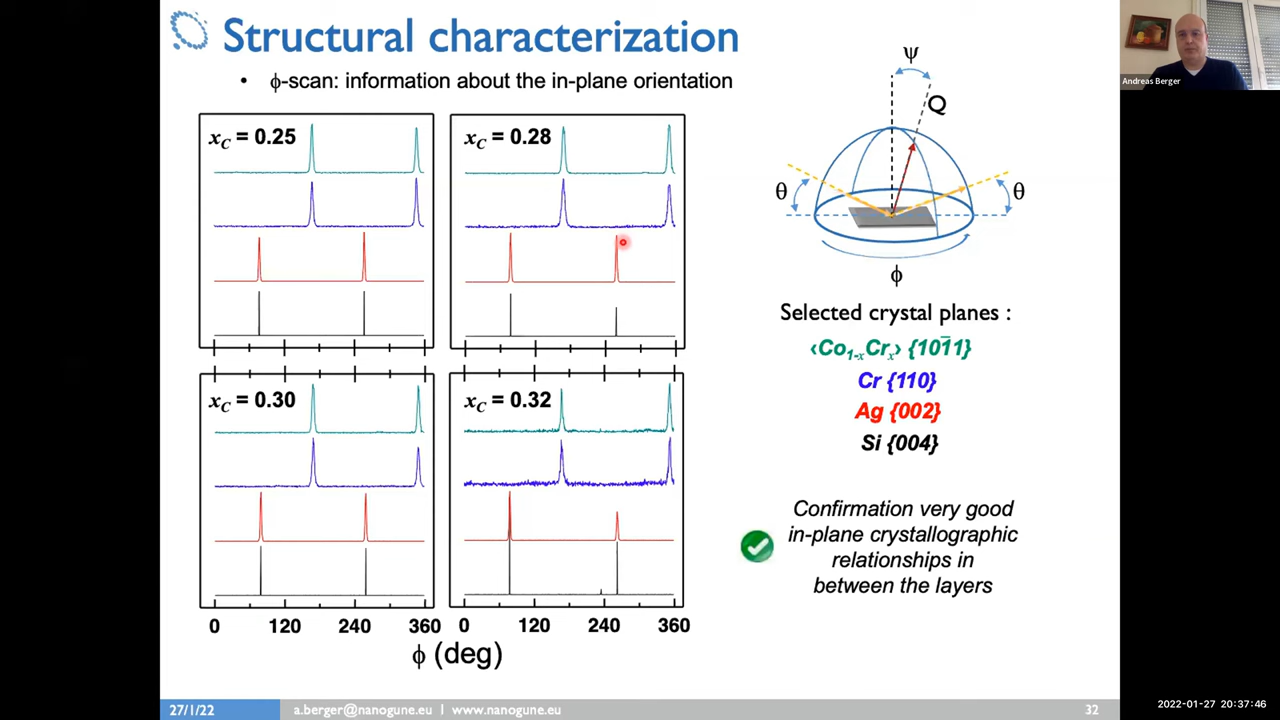 Structural characterization
• ϕ-scan: information about the in-plane orientation
x_C = 0.25
x_C = 0.28
x_C = 0.30
x_C = 0.32
0 120 240 360
0 120 240 360
ϕ (deg)
ψ
Q
θ
θ
ϕ
Selected crystal planes :
‹Co₁₋ₓCrₓ› {101̄1}
Cr {110}
Ag {002}
Si {004}
Confirmation very good
in-plane crystallographic
relationships in
between the layers
Andreas Berger
27/1/22
a.berger@nanogune.eu | www.nanogune.eu
32
2022-01-27 20:37:46